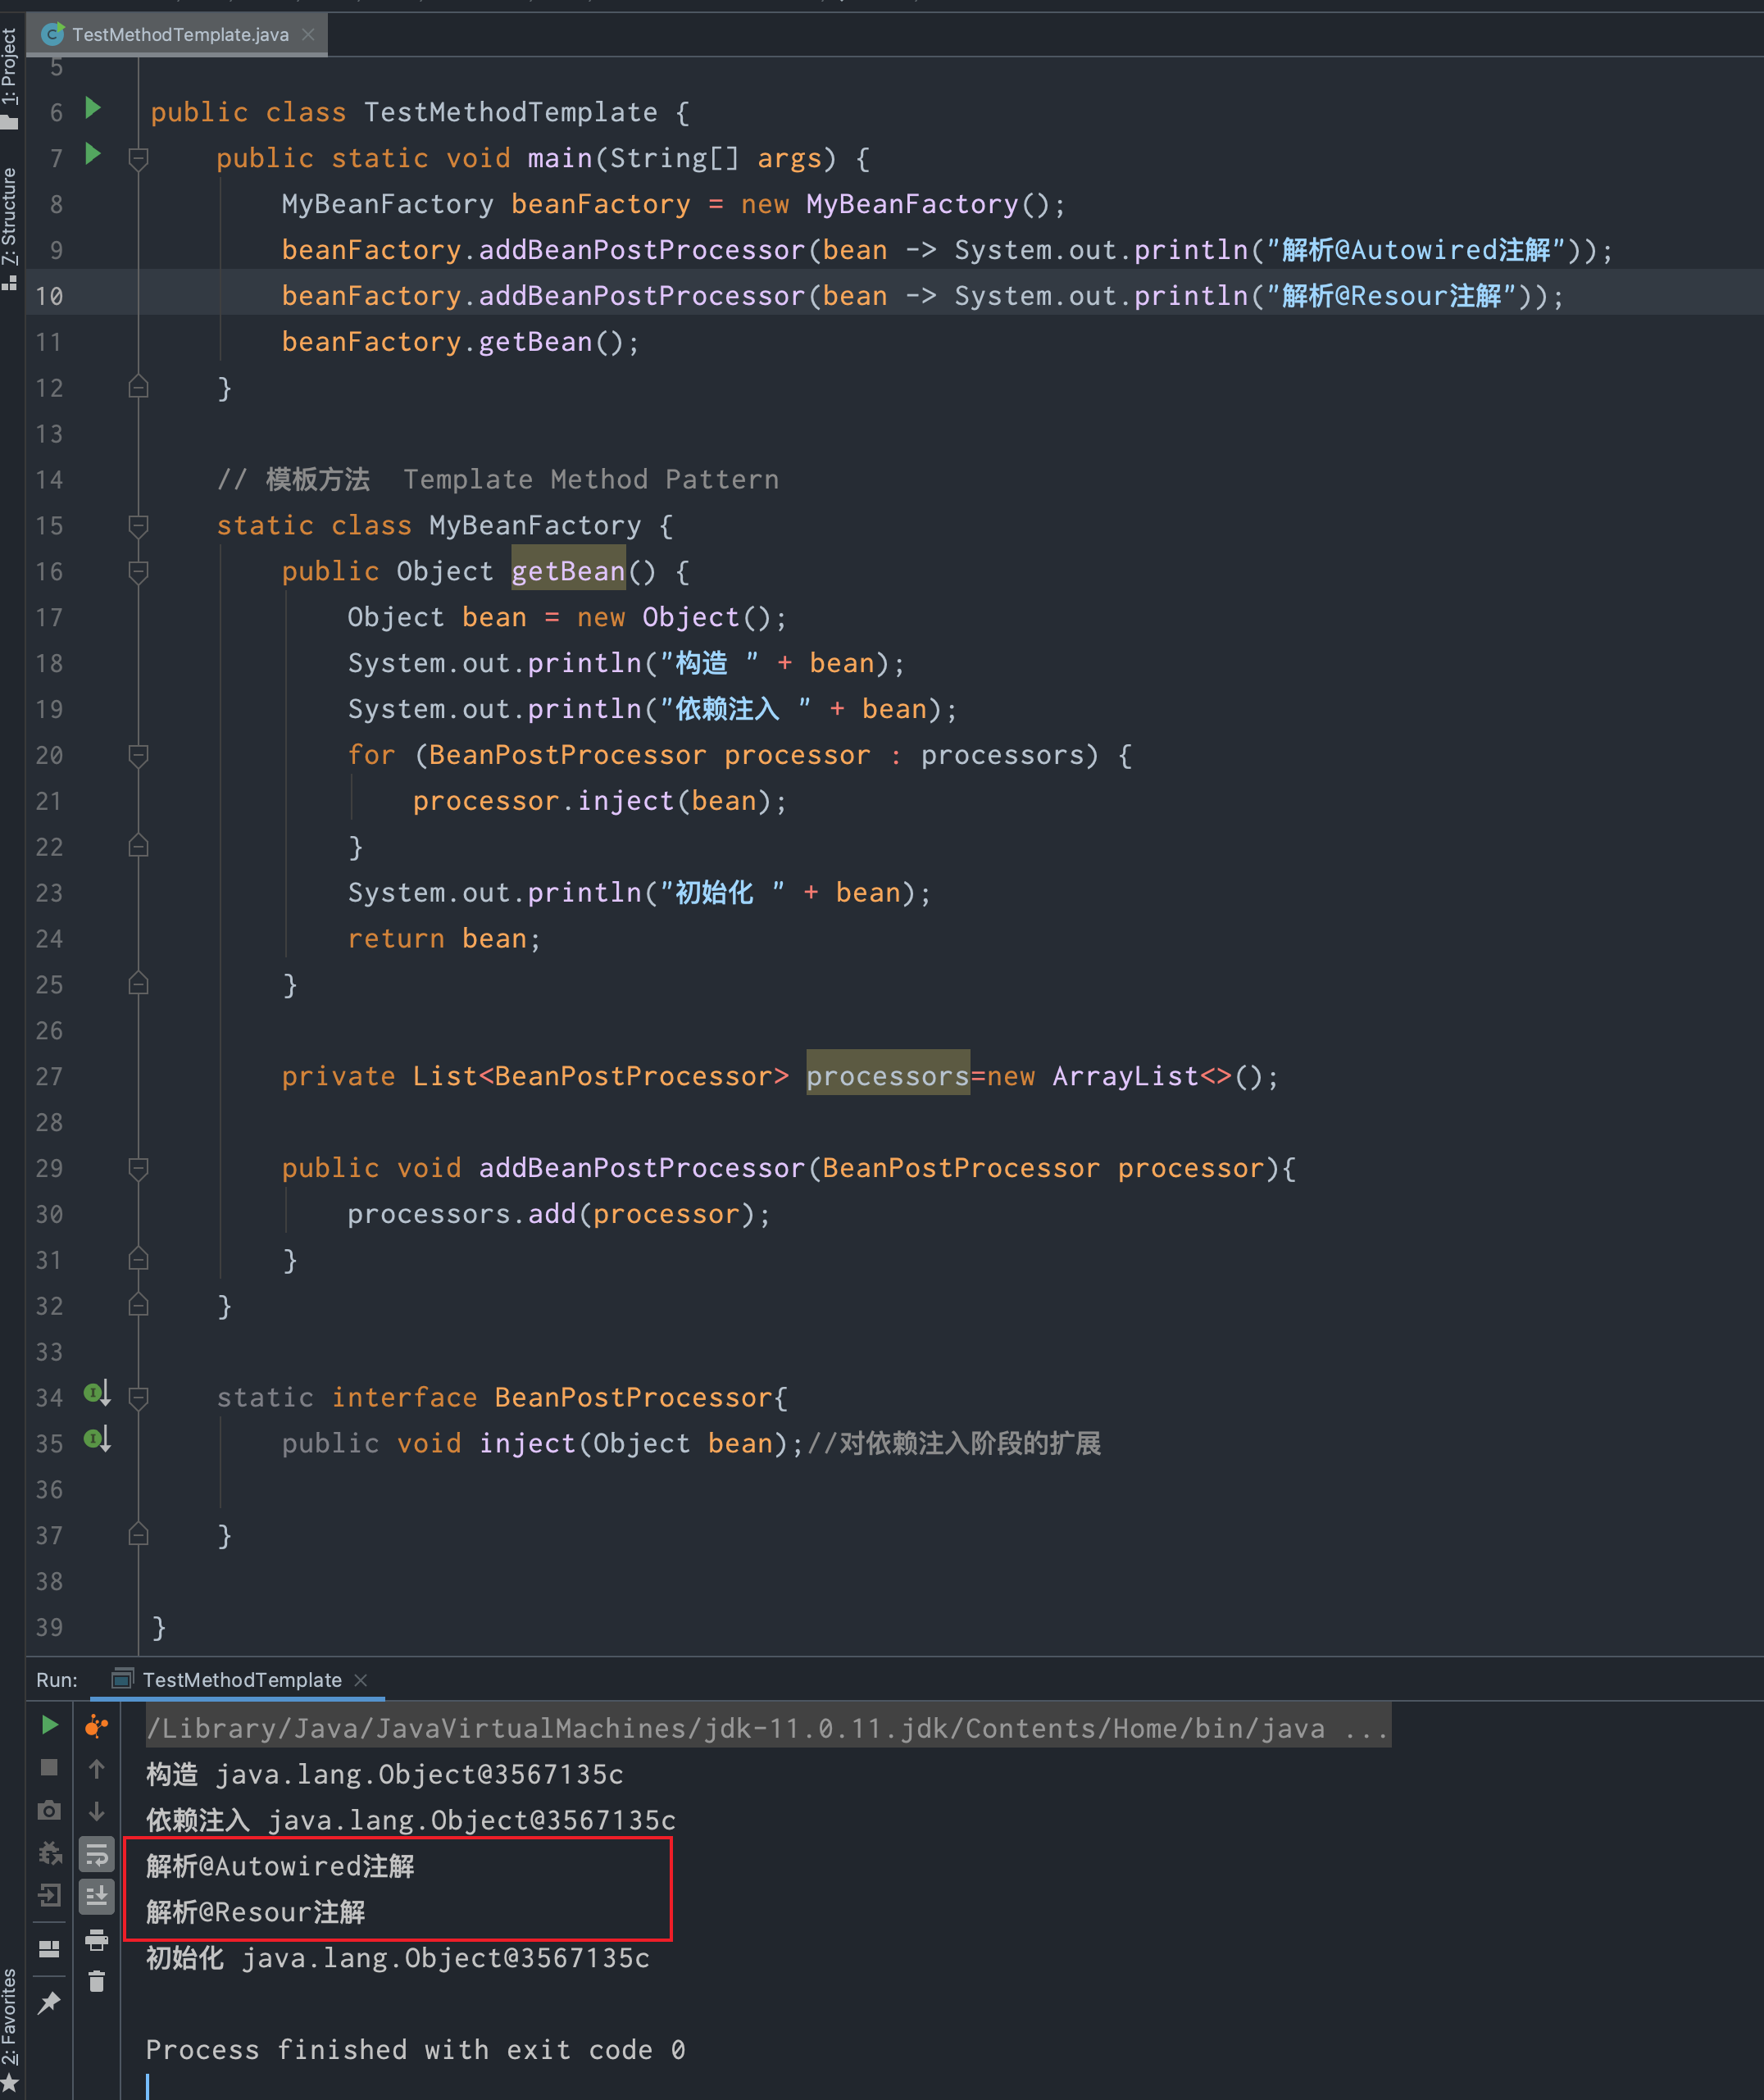 TestMethodTemplate.java
1: Project
7: Structure
2: Favorites
5
6 public class TestMethodTemplate {
7 public static void main(String[] args) {
8 MyBeanFactory beanFactory = new MyBeanFactory();
9 beanFactory.addBeanPostProcessor(bean -> System.out.println("解析@Autowired注解"));
10 beanFactory.addBeanPostProcessor(bean -> System.out.println("解析@Resour注解"));
11 beanFactory.getBean();
12 }
13
14 // 模板方法  Template Method Pattern
15 static class MyBeanFactory {
16 public Object getBean() {
17 Object bean = new Object();
18 System.out.println("构造 " + bean);
19 System.out.println("依赖注入 " + bean);
20 for (BeanPostProcessor processor : processors) {
21 processor.inject(bean);
22 }
23 System.out.println("初始化 " + bean);
24 return bean;
25 }
26
27 private List<BeanPostProcessor> processors=new ArrayList<>();
28
29 public void addBeanPostProcessor(BeanPostProcessor processor){
30 processors.add(processor);
31 }
32 }
33
34 static interface BeanPostProcessor{
35 public void inject(Object bean);//对依赖注入阶段的扩展
36
37 }
38
39 }
Run: TestMethodTemplate
/Library/Java/JavaVirtualMachines/jdk-11.0.11.jdk/Contents/Home/bin/java ...
构造 java.lang.Object@3567135c
依赖注入 java.lang.Object@3567135c
解析@Autowired注解
解析@Resour注解
初始化 java.lang.Object@3567135c
Process finished with exit code 0